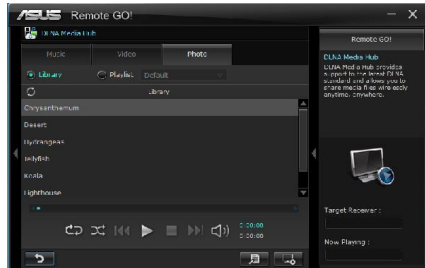 ASUS Remote GO!
DLNA Media Hub
Music Video Photo
Library Playlist Default
Library
Chrysanthemum
Desert
Hydrangeas
Jellyfish
Koala
Lighthouse
0:00:00
0:00:00
Remote GO!
DLNA Media Hub
DLNA Media Hub provides
support to the latest DLNA
standard and allows you to
share media files wirelessly
anytime, anywhere.
Target Receiver :
Now Playing :